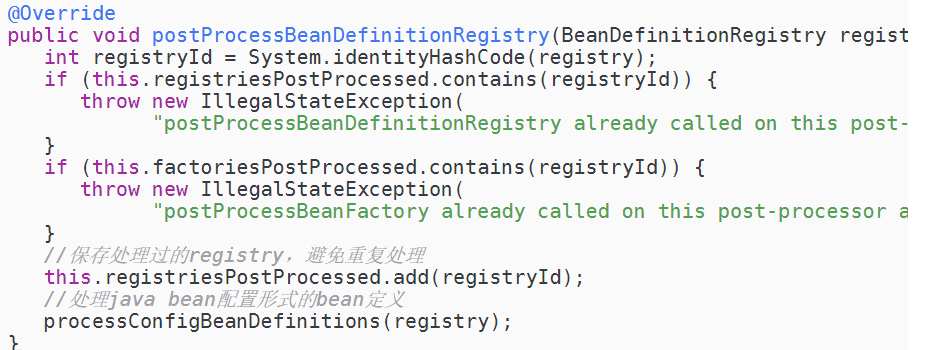 @Override
public void postProcessBeanDefinitionRegistry(BeanDefinitionRegistry regist
int registryId = System.identityHashCode(registry);
if (this.registriesPostProcessed.contains(registryId)) {
throw new IllegalStateException(
"postProcessBeanDefinitionRegistry already called on this post-
}
if (this.factoriesPostProcessed.contains(registryId)) {
throw new IllegalStateException(
"postProcessBeanFactory already called on this post-processor a
}
//保存处理过的registry，避免重复处理
this.registriesPostProcessed.add(registryId);
//处理java bean配置形式的bean定义
processConfigBeanDefinitions(registry);
}